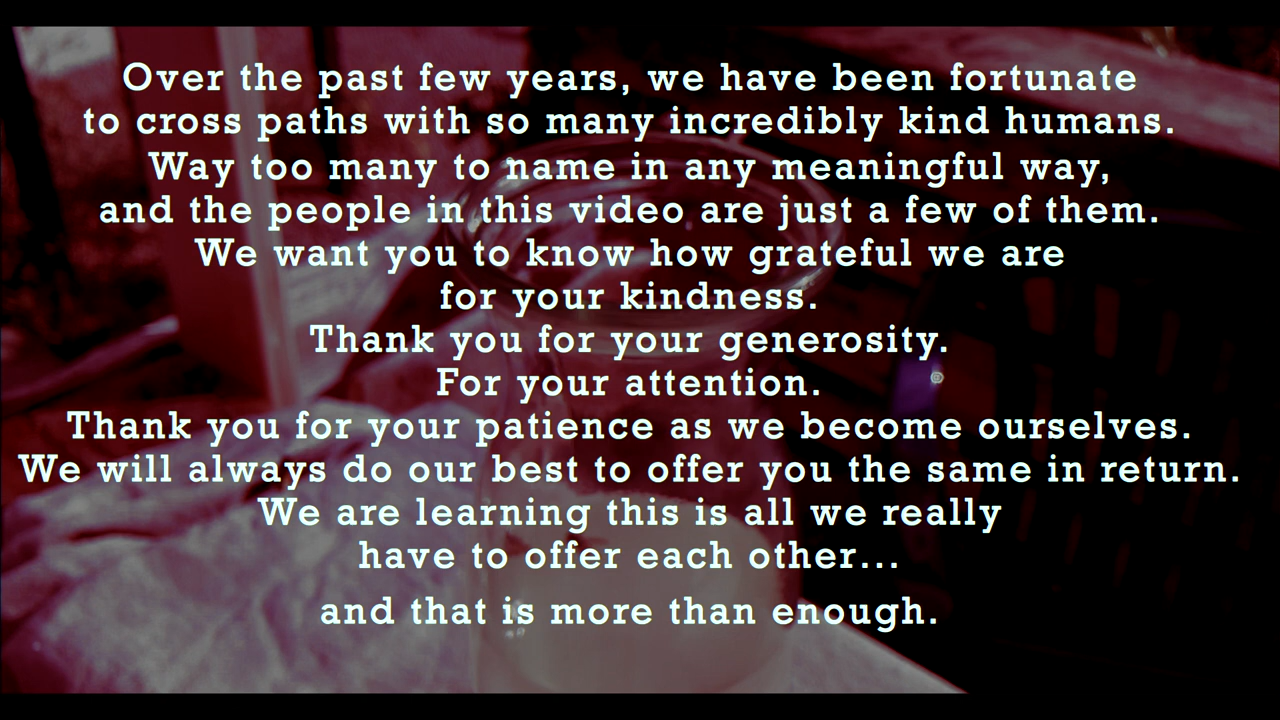 Over the past few years, we have been fortunate
to cross paths with so many incredibly kind humans.
Way too many to name in any meaningful way,
and the people in this video are just a few of them.
We want you to know how grateful we are
for your kindness.
Thank you for your generosity.
For your attention.
Thank you for your patience as we become ourselves.
We will always do our best to offer you the same in return.
We are learning this is all we really
have to offer each other...
and that is more than enough.